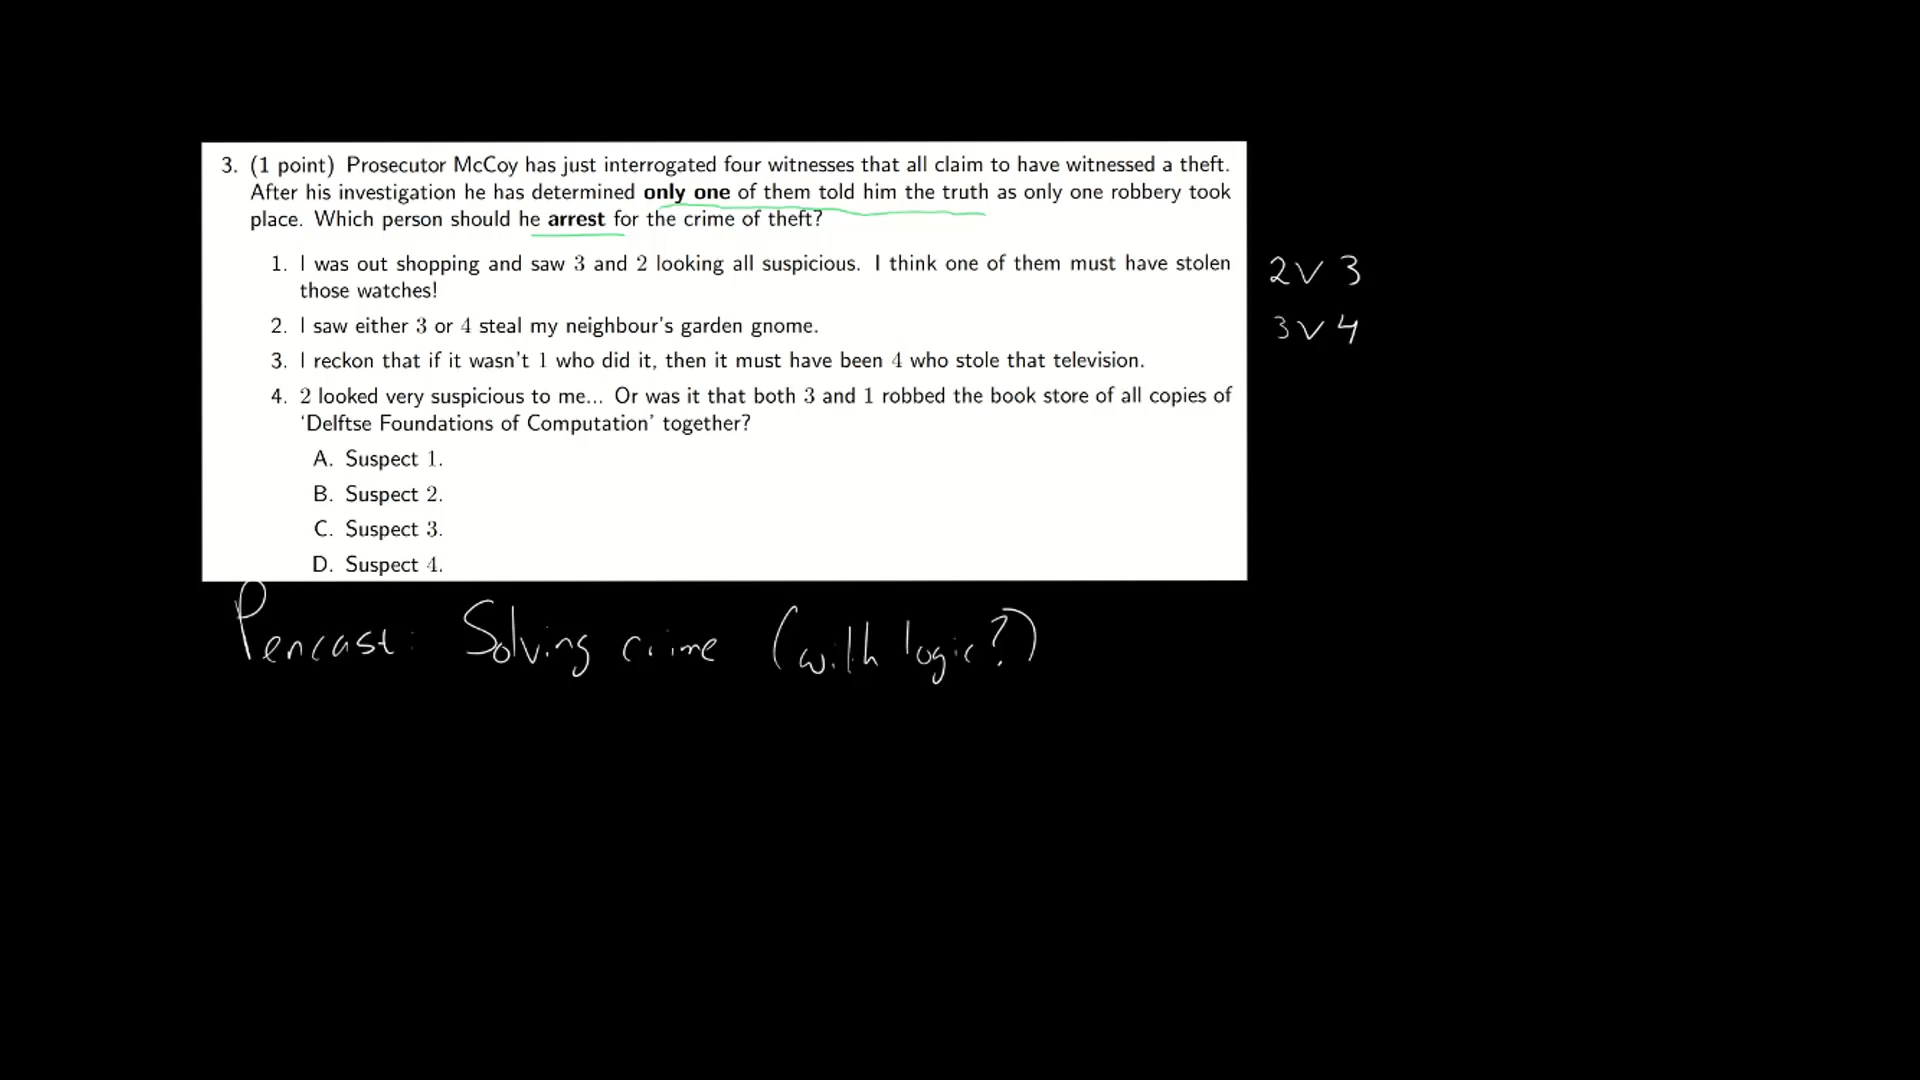 3. (1 point) Prosecutor McCoy has just interrogated four witnesses that all claim to have witnessed a theft.
After his investigation he has determined only one of them told him the truth as only one robbery took
place. Which person should he arrest for the crime of theft?
1. I was out shopping and saw 3 and 2 looking all suspicious. I think one of them must have stolen
those watches!
2 ∨ 3
2. I saw either 3 or 4 steal my neighbour's garden gnome.
3 ∨ 4
3. I reckon that if it wasn't 1 who did it, then it must have been 4 who stole that television.
4. 2 looked very suspicious to me... Or was it that both 3 and 1 robbed the book store of all copies of
'Delftse Foundations of Computation' together?
A. Suspect 1.
B. Suspect 2.
C. Suspect 3.
D. Suspect 4.
Pencast: Solving crime (with logic?)